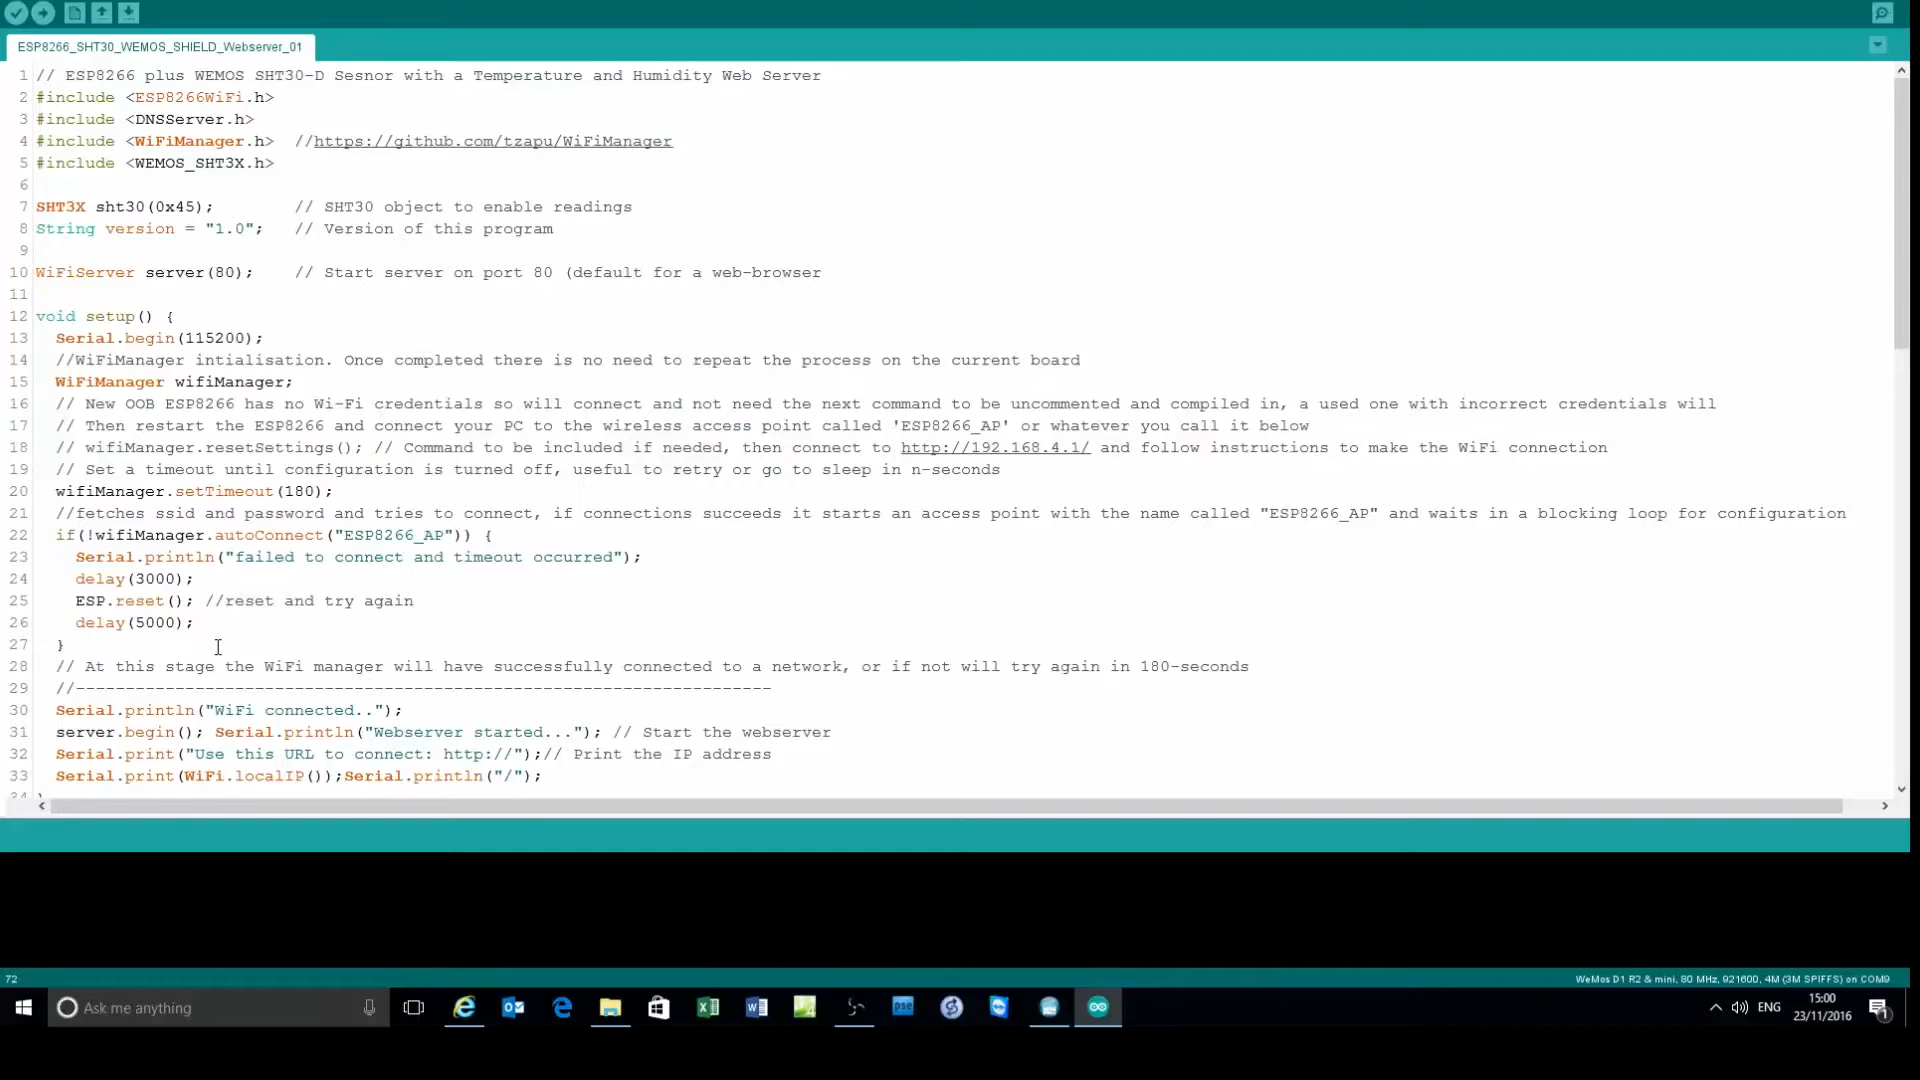 ESP8266_SHT30_WEMOS_SHIELD_Webserver_01
1 // ESP8266 plus WEMOS SHT30-D Sesnor with a Temperature and Humidity Web Server
2 #include <ESP8266WiFi.h>
3 #include <DNSServer.h>
4 #include <WiFiManager.h>  //https://github.com/tzapu/WiFiManager
5 #include <WEMOS_SHT3X.h>
6
7 SHT3X sht30(0x45);        // SHT30 object to enable readings
8 String version = "1.0";   // Version of this program
9
10 WiFiServer server(80);    // Start server on port 80 (default for a web-browser
11
12 void setup() {
13   Serial.begin(115200);
14   //WiFiManager intialisation. Once completed there is no need to repeat the process on the current board
15   WiFiManager wifiManager;
16   // New OOB ESP8266 has no Wi-Fi credentials so will connect and not need the next command to be uncommented and compiled in, a used one with incorrect credentials will
17   // Then restart the ESP8266 and connect your PC to the wireless access point called 'ESP8266_AP' or whatever you call it below
18   // wifiManager.resetSettings(); // Command to be included if needed, then connect to http://192.168.4.1/ and follow instructions to make the WiFi connection
19   // Set a timeout until configuration is turned off, useful to retry or go to sleep in n-seconds
20   wifiManager.setTimeout(180);
21   //fetches ssid and password and tries to connect, if connections succeeds it starts an access point with the name called "ESP8266_AP" and waits in a blocking loop for configuration
22   if(!wifiManager.autoConnect("ESP8266_AP")) {
23     Serial.println("failed to connect and timeout occurred");
24     delay(3000);
25     ESP.reset(); //reset and try again
26     delay(5000);
27   }
28   // At this stage the WiFi manager will have successfully connected to a network, or if not will try again in 180-seconds
29   //----------------------------------------------------------------------
30   Serial.println("WiFi connected..");
31   server.begin(); Serial.println("Webserver started..."); // Start the webserver
32   Serial.print("Use this URL to connect: http://");// Print the IP address
33   Serial.print(WiFi.localIP());Serial.println("/");
34 }
72
WeMos D1 R2 & mini, 80 MHz, 921600, 4M (3M SPIFFS) on COM9
Ask me anything
ENG
15:00
23/11/2016